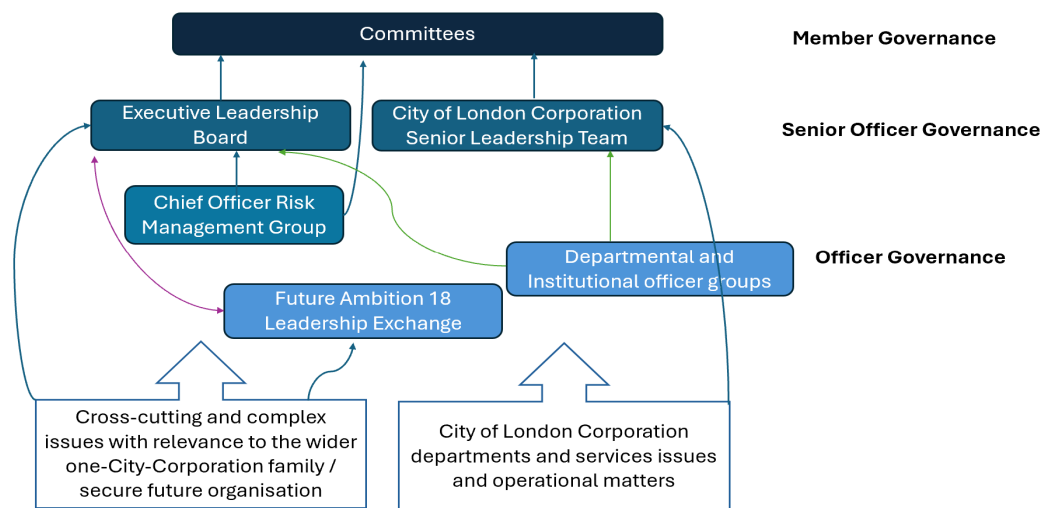 Committees
Member Governance
Executive Leadership
Board
City of London Corporation
Senior Leadership Team
Senior Officer Governance
Chief Officer Risk
Management Group
Departmental and
Institutional officer groups
Officer Governance
Future Ambition 18
Leadership Exchange
Cross-cutting and complex
issues with relevance to the wider
one-City-Corporation family /
secure future organisation
City of London Corporation
departments and services issues
and operational matters